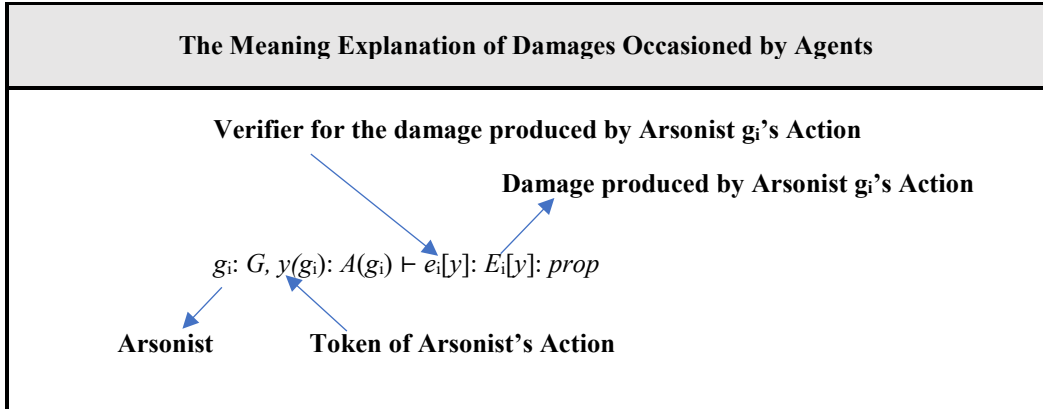 The Meaning Explanation of Damages Occasioned by Agents
Verifier for the damage produced by Arsonist gᵢ’s Action
Damage produced by Arsonist gᵢ’s Action
gᵢ: G, y(gᵢ): A(gᵢ) ⊢ eᵢ[y]: Eᵢ[y]: prop
Arsonist Token of Arsonist’s Action